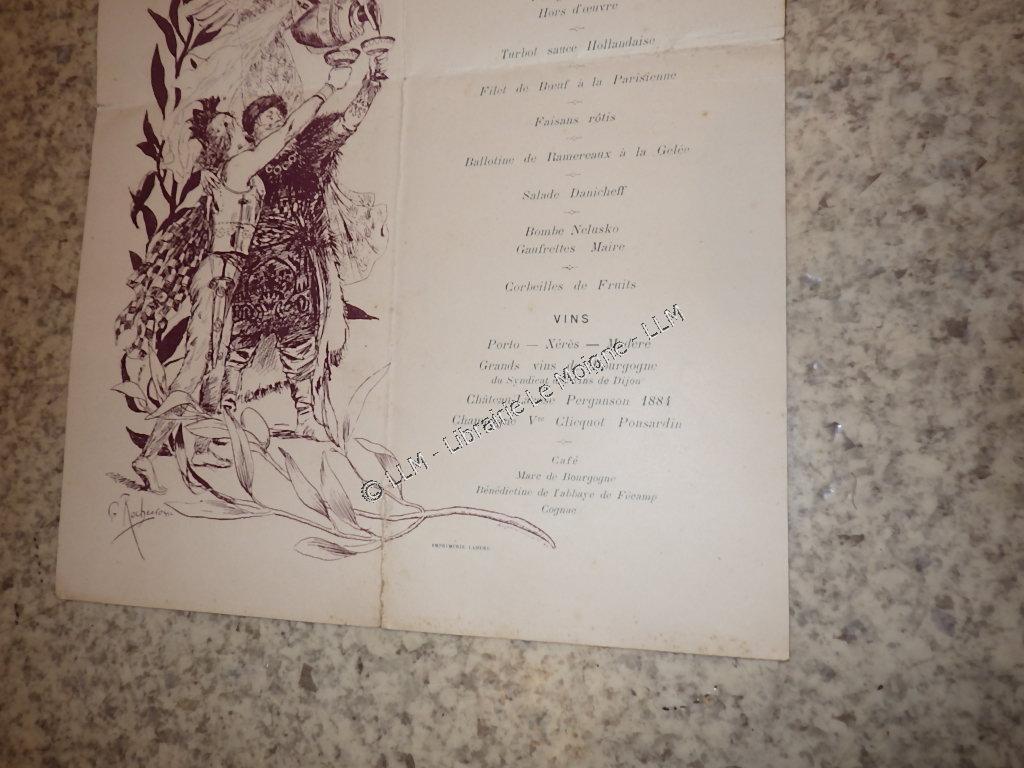 Hors d'œuvre
Turbot sauce Hollandaise
Filet de Bœuf à la Parisienne
Faisans rôtis
Ballotine de Ramereaux à la Gelée
Salade Danicheff
Bombe Nelusko
Gaufrettes Maire
Corbeilles de Fruits
VINS
Porto — Xérès — Madère
Grands vins de Bourgogne
du Syndicat des Vins de Dijon
Château Larose Perganson 1884
Champagne Vve Clicquot Ponsardin
Café
Marc de Bourgogne
Bénédictine de l'abbaye de Fécamp
Cognac
IMPRIMERIE LAHURE
© LLM - Librairie Le Moigne - LLM